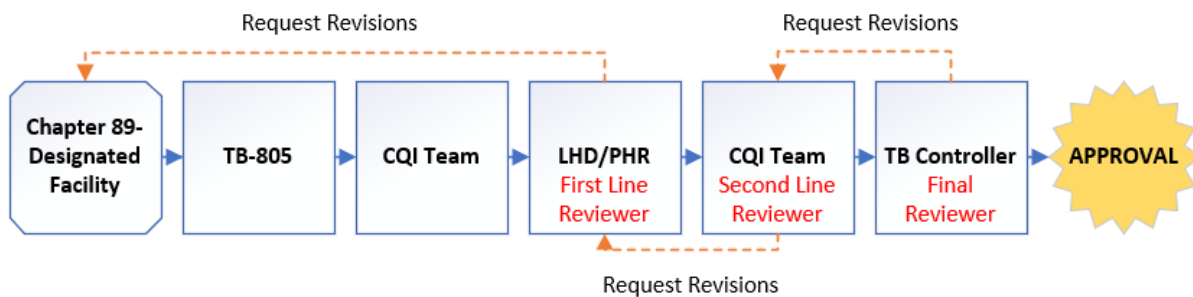 Request Revisions
Request Revisions
Chapter 89-
Designated
Facility
TB-805
CQI Team
LHD/PHR
First Line
Reviewer
CQI Team
Second Line
Reviewer
TB Controller
Final
Reviewer
APPROVAL
Request Revisions